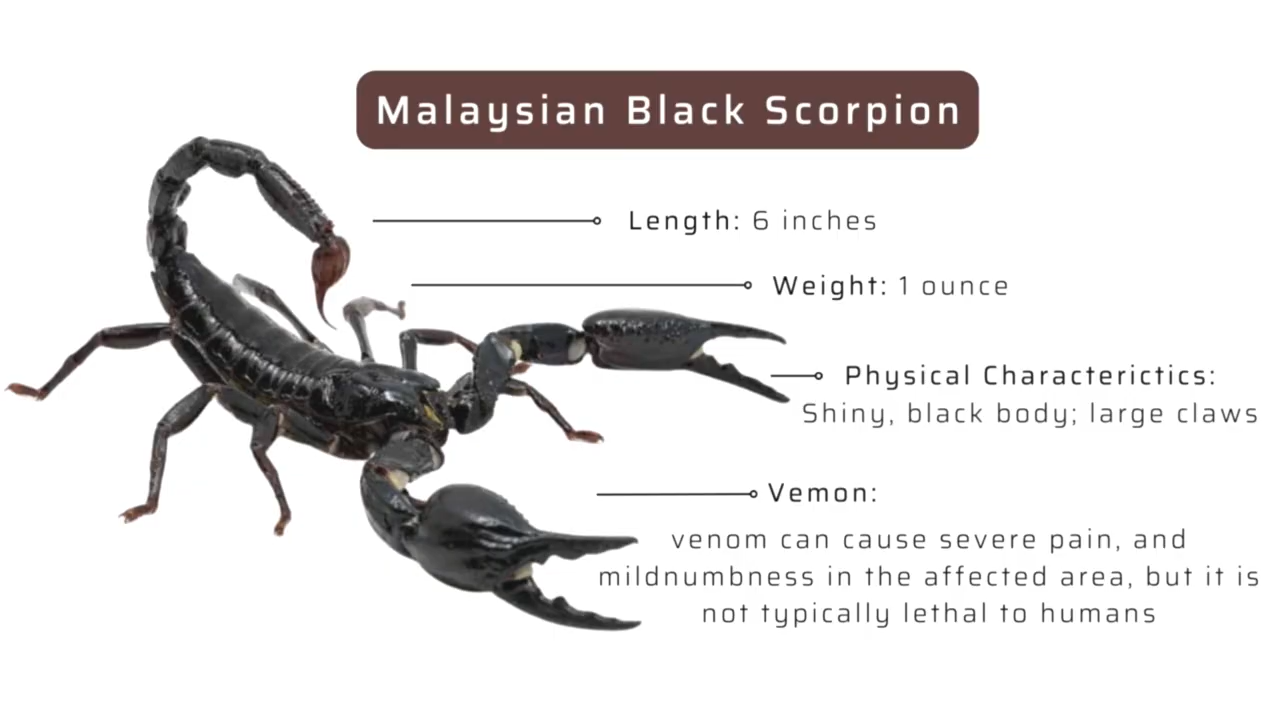 Malaysian Black Scorpion
Length: 6 inches
Weight: 1 ounce
Physical Characterictics:
Shiny, black body; large claws
Vemon:
venom can cause severe pain, and
mildnumbness in the affected area, but it is
not typically lethal to humans